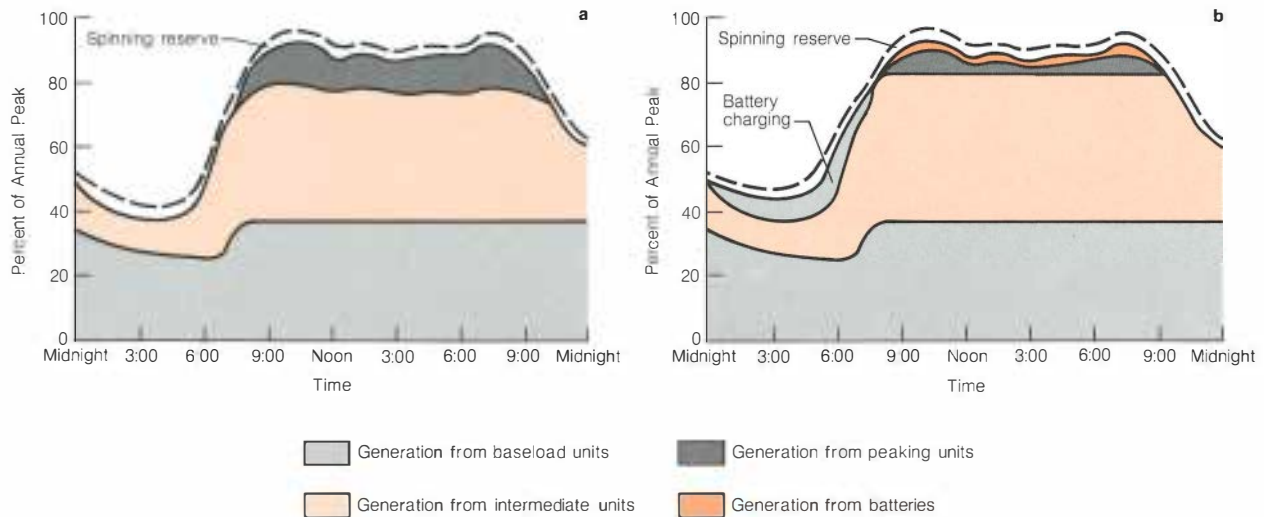 a
100
80
60
40
20
0
Percent of Annual Peak
Spinning reserve
Midnight 3:00 6:00 9:00 Noon 3:00 6:00 9:00 Midnight
Time
b
100
80
60
40
20
0
Percent of Annual Peak
Spinning reserve
Battery
charging
Midnight 3:00 6:00 9:00 Noon 3:00 6:00 9:00 Midnight
Time
Generation from baseload units
Generation from peaking units
Generation from intermediate units
Generation from batteries